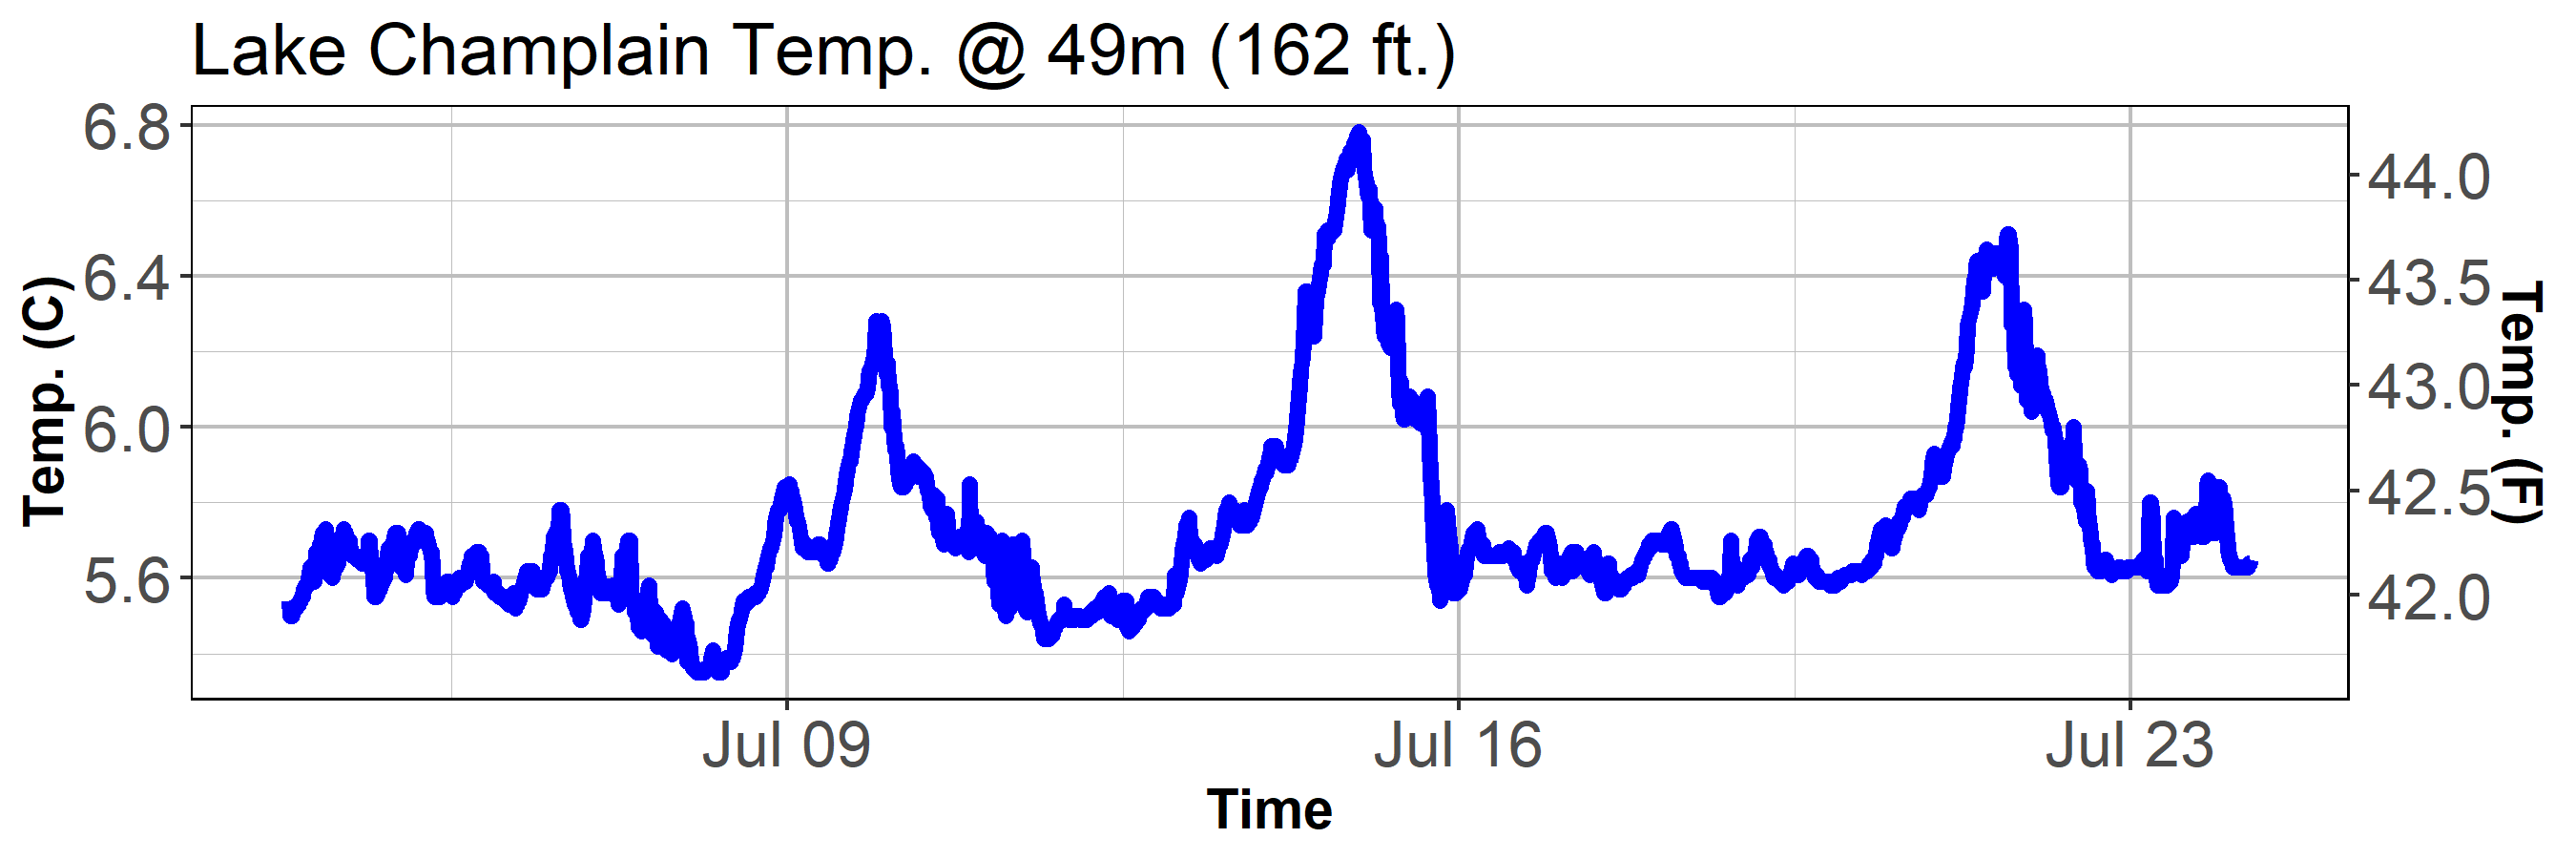 Lake Champlain Temp. @ 49m (162 ft.)
6.8
6.4
6.0
5.6
Temp. (C)
44.0
43.5
43.0
42.5
42.0
Temp. (F)
Jul 09
Jul 16
Jul 23
Time